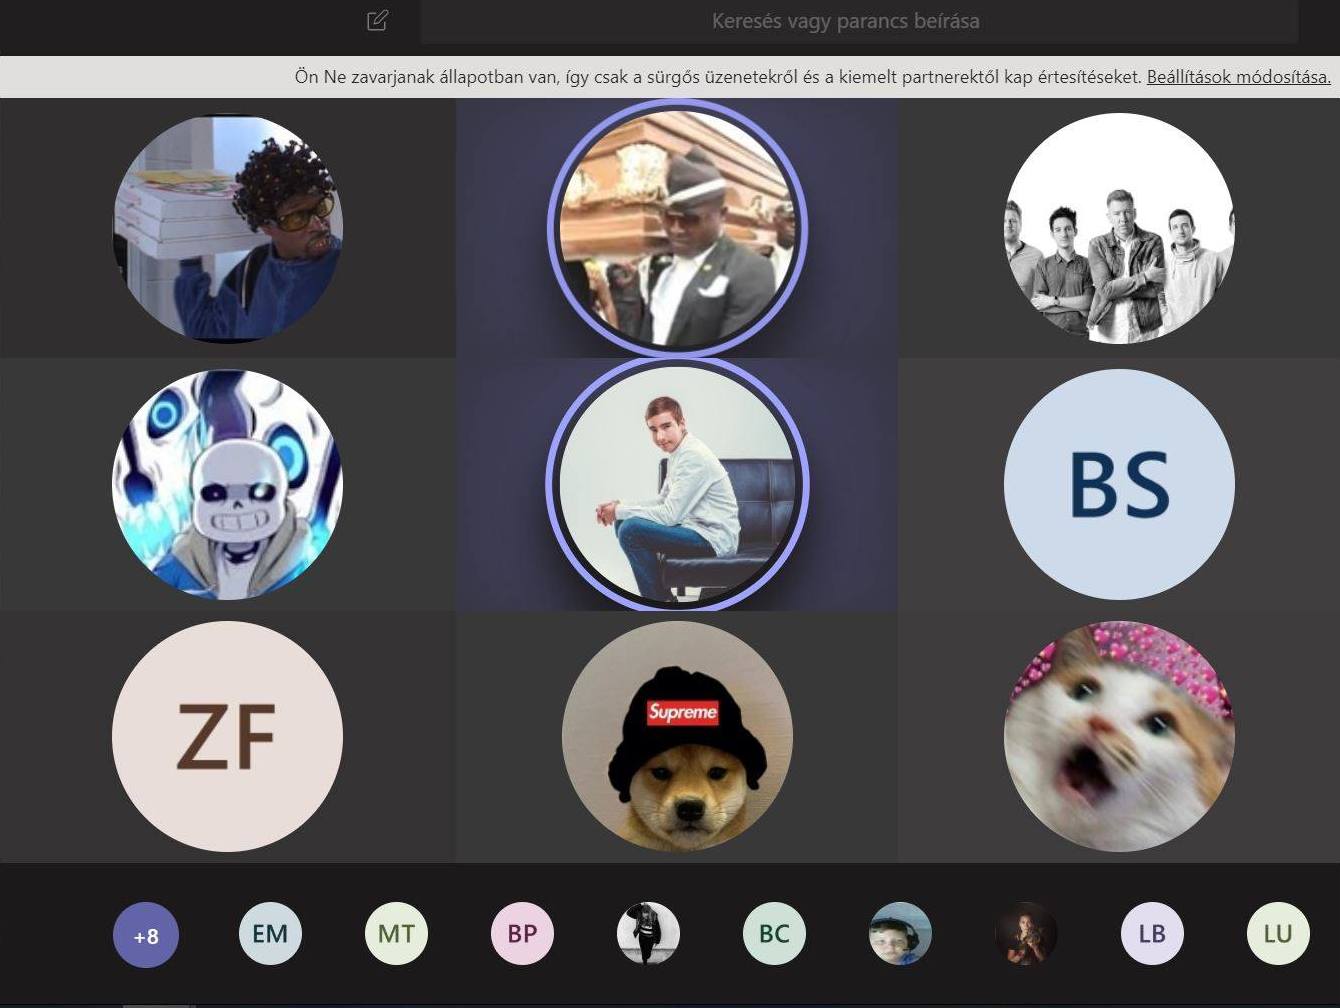 Keresés vagy parancs beírása
Ön Ne zavarjanak állapotban van, így csak a sürgős üzenetekről és a kiemelt partnerektől kap értesítéseket. Beállítások módosítása.
BS
ZF
Supreme
+8
EM
MT
BP
BC
LB
LU